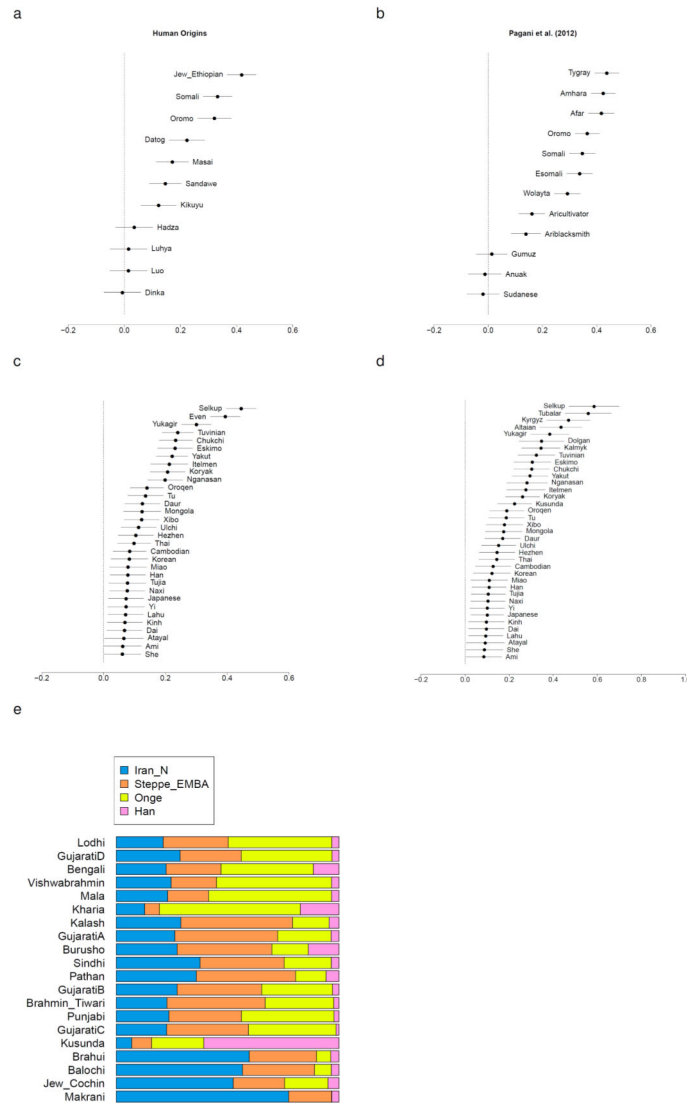 a
Human Origins
Jew_Ethiopian
Somali
Oromo
Datog
Masai
Sandawe
Kikuyu
Hadza
Luhya
Luo
Dinka
−0.2 0.0 0.2 0.4 0.6
b
Pagani et al. (2012)
Tygray
Amhara
Afar
Oromo
Somali
Esomali
Wolayta
Aricultivator
Ariblacksmith
Gumuz
Anuak
Sudanese
−0.2 0.0 0.2 0.4 0.6
c
Selkup
Even
Yukagir
Tuvinian
Chukchi
Eskimo
Yakut
Itelmen
Koryak
Nganasan
Oroqen
Tu
Daur
Mongola
Xibo
Ulchi
Hezhen
Thai
Cambodian
Korean
Miao
Han
Tujia
Naxi
Japanese
Yi
Lahu
Kinh
Dai
Atayal
Ami
She
−0.2 0.0 0.2 0.4 0.6
d
Selkup
Tubalar
Kyrgyz
Altaian
Yukagir
Dolgan
Kalmyk
Tuvinian
Eskimo
Chukchi
Yakut
Nganasan
Itelmen
Koryak
Kusunda
Oroqen
Tu
Xibo
Mongola
Daur
Ulchi
Hezhen
Thai
Cambodian
Korean
Miao
Han
Tujia
Naxi
Yi
Japanese
Kinh
Dai
Lahu
Atayal
She
Ami
−0.2 0.0 0.2 0.4 0.6 0.8
e
Iran_N
Steppe_EMBA
Onge
Han
Lodhi
GujaratiD
Bengali
Vishwabrahmin
Mala
Kharia
Kalash
GujaratiA
Burusho
Sindhi
Pathan
GujaratiB
Brahmin_Tiwari
Punjabi
GujaratiC
Kusunda
Brahui
Balochi
Jew_Cochin
Makrani